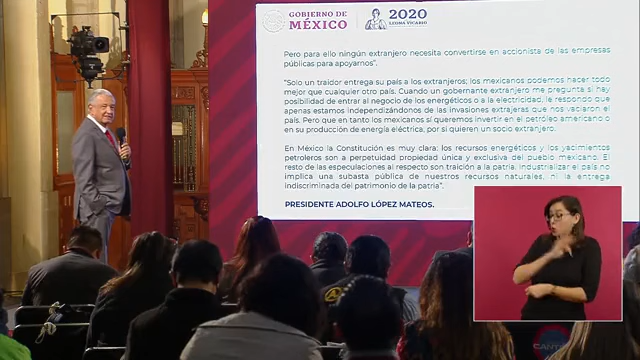 GOBIERNO DE
MÉXICO
2020
LEONA VICARIO
Pero para ello ningún extranjero necesita convertirse en accionista de las empresas
públicas para apoyarnos".
"Solo un traidor entrega su país a los extranjeros; los mexicanos podemos hacer todo
mejor que cualquier otro país. Cuando un gobernante extranjero me pregunta si hay
posibilidad de entrar al negocio de los energéticos o a la electricidad, le respondo que
apenas estamos independizándonos de las invasiones extrajeras que nos vaciaron el
país. Pero que en tanto los mexicanos sí queremos invertir en el petróleo americano o
en su producción de energía eléctrica, por si quieren un socio extranjero.
En México la Constitución es muy clara: los recursos energéticos y los yacimientos
petroleros son a perpetuidad propiedad única y exclusiva del pueblo mexicano. El
resto de las especulaciones al respecto son traición a la patria. Industrializar el país no
implica una subasta pública de nuestros recursos naturales, ni la entrega
indiscriminada del patrimonio de la patria".
PRESIDENTE ADOLFO LÓPEZ MATEOS.